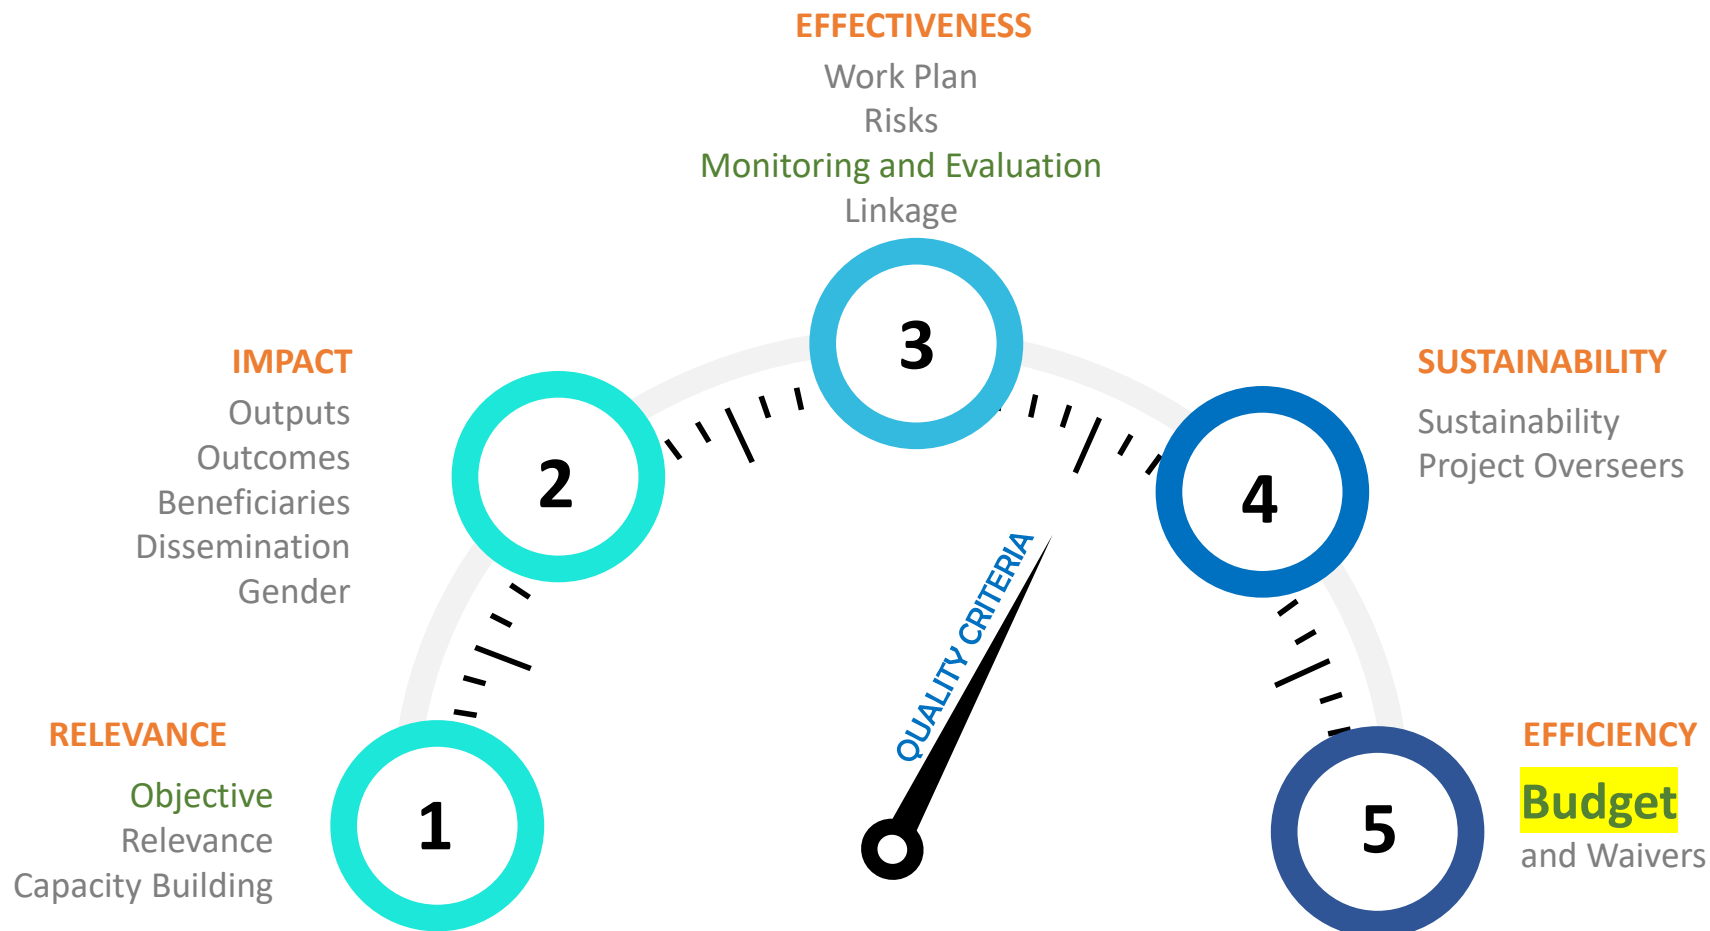 EFFECTIVENESS
Work Plan
Risks
Monitoring and Evaluation
Linkage
3
IMPACT
Outputs
Outcomes
Beneficiaries
Dissemination
Gender
2
SUSTAINABILITY
Sustainability
Project Overseers
4
QUALITY CRITERIA
RELEVANCE
Objective
Relevance
Capacity Building
1
EFFICIENCY
Budget
and Waivers
5